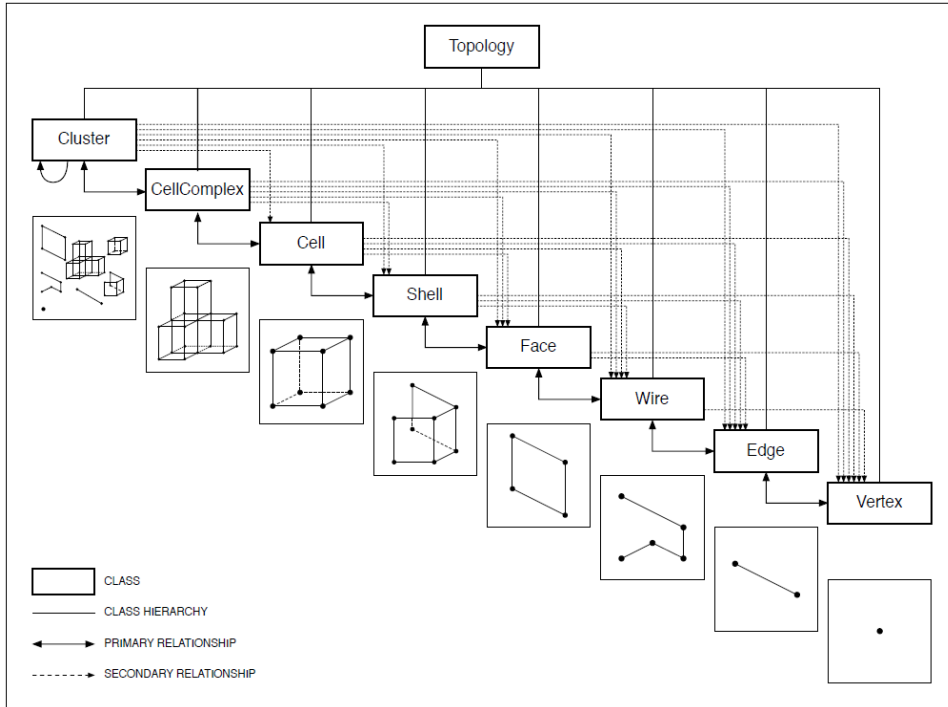 Topology
Cluster
CellComplex
Cell
Shell
Face
Wire
Edge
Vertex
CLASS
CLASS HIERARCHY
PRIMARY RELATIONSHIP
SECONDARY RELATIONSHIP